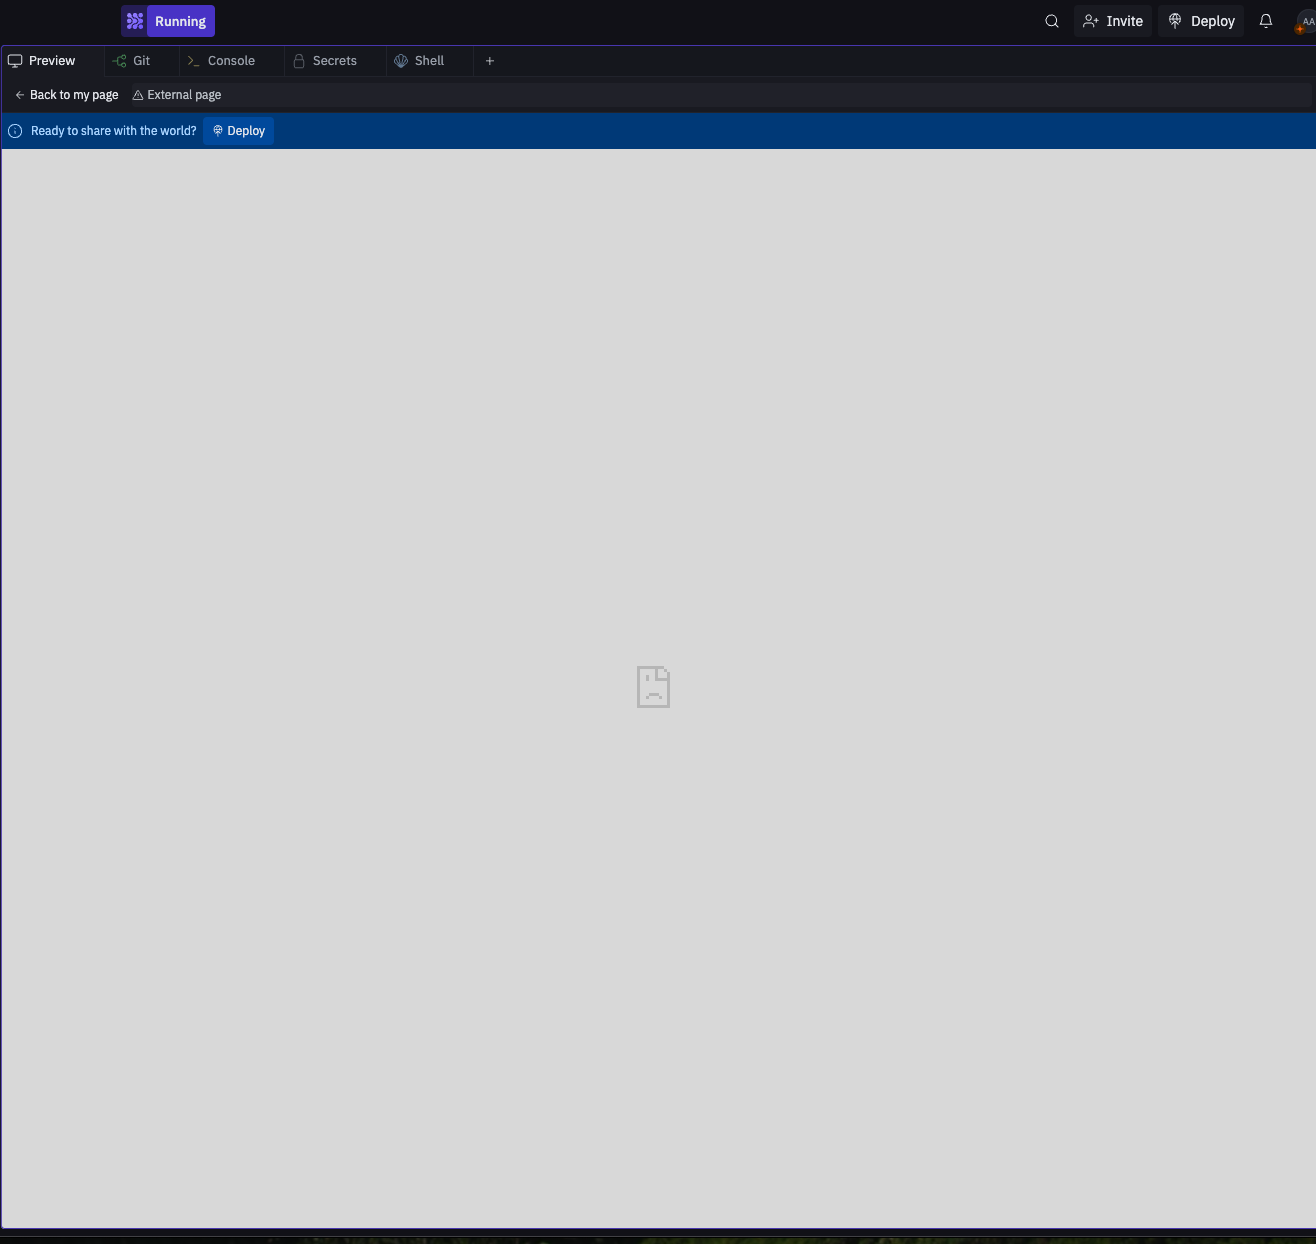 Running
Invite
Deploy
AA
Preview
Git
Console
Secrets
Shell
Back to my page
External page
Ready to share with the world?
Deploy